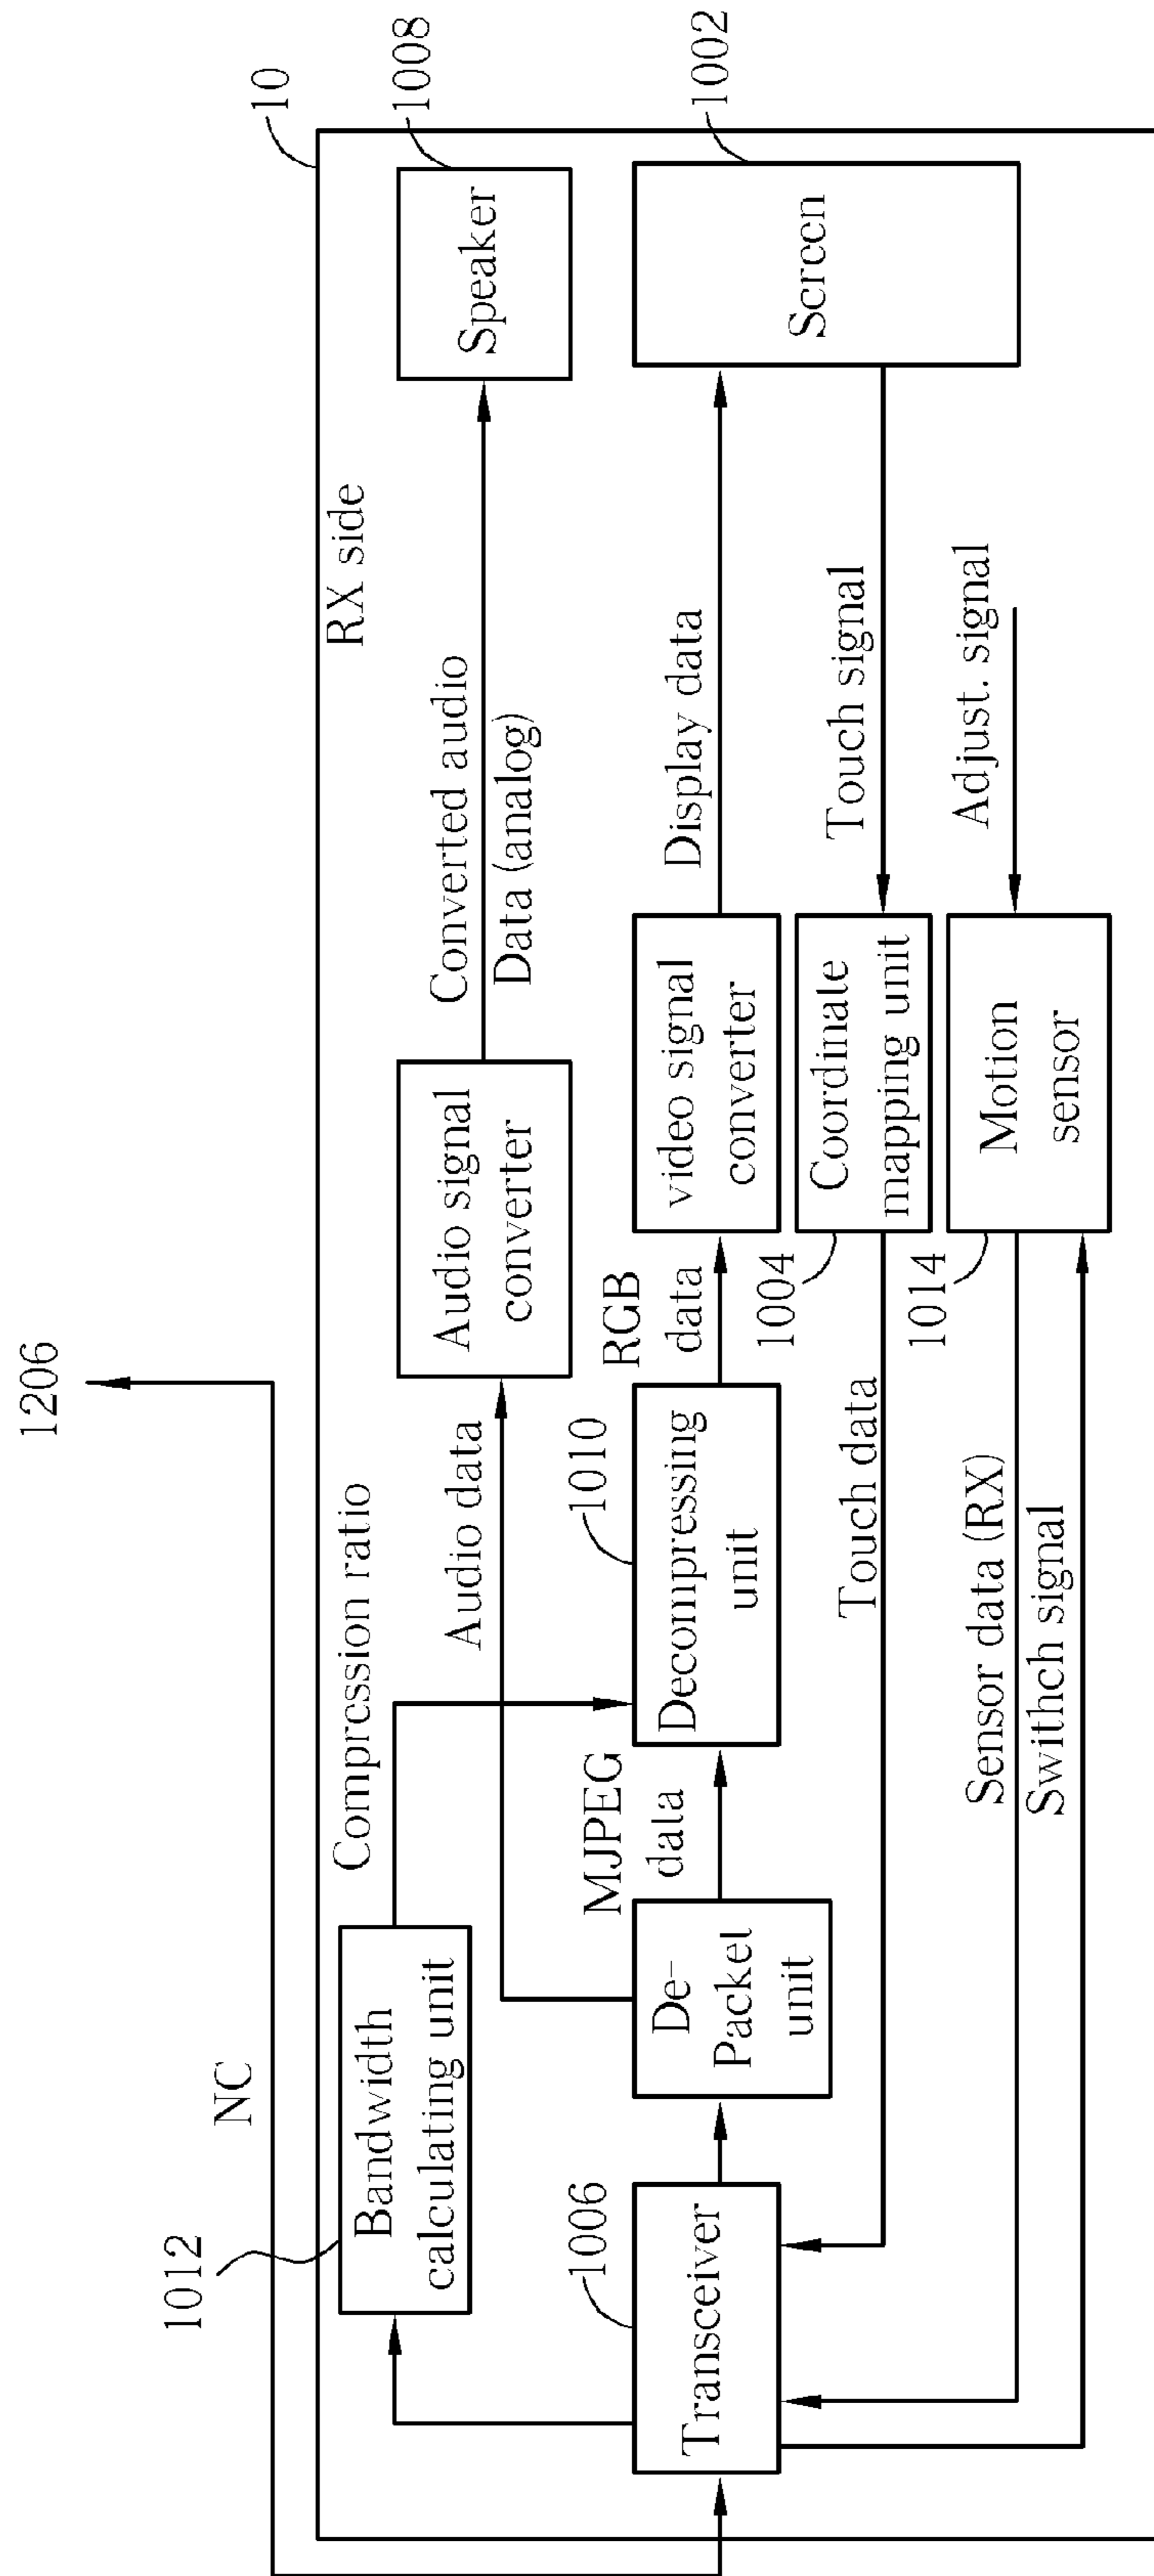 1206
NC
10
RX side
1012
Bandwidth
calculating unit
Compression ratio
Audio data
Audio signal
converter
Converted audio
Data (analog)
Speaker
1008
1006
Transceiver
De-
Packet
unit
MJPEG
data
1010
Decompressing
unit
RGB
data
video signal
converter
Display data
Screen
1002
Touch data
1004
Coordinate
mapping unit
Touch signal
Sensor data (RX)
Swithch signal
1014
Motion
sensor
Adjust. signal